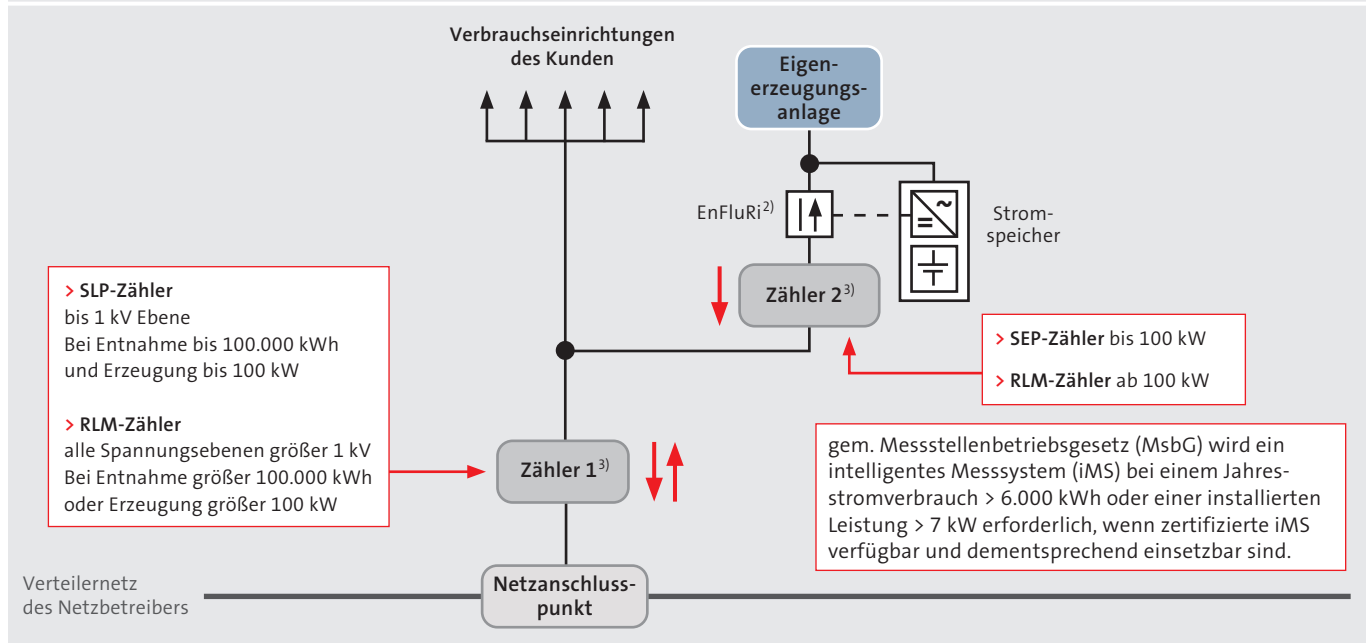 Verbrauchseinrichtungen
des Kunden
Eigen-
erzeugungs-
anlage
EnFluRi²⁾
Strom-
speicher
Zähler 2³⁾
> SLP-Zähler
bis 1 kV Ebene
Bei Entnahme bis 100.000 kWh
und Erzeugung bis 100 kW
> RLM-Zähler
alle Spannungsebenen größer 1 kV
Bei Entnahme größer 100.000 kWh
oder Erzeugung größer 100 kW
> SEP-Zähler bis 100 kW
> RLM-Zähler ab 100 kW
Zähler 1³⁾
gem. Messstellenbetriebsgesetz (MsbG) wird ein
intelligentes Messsystem (iMS) bei einem Jahres-
stromverbrauch > 6.000 kWh oder einer installierten
Leistung > 7 kW erforderlich, wenn zertifizierte iMS
verfügbar und dementsprechend einsetzbar sind.
Verteilernetz
des Netzbetreibers
Netzanschluss-
punkt